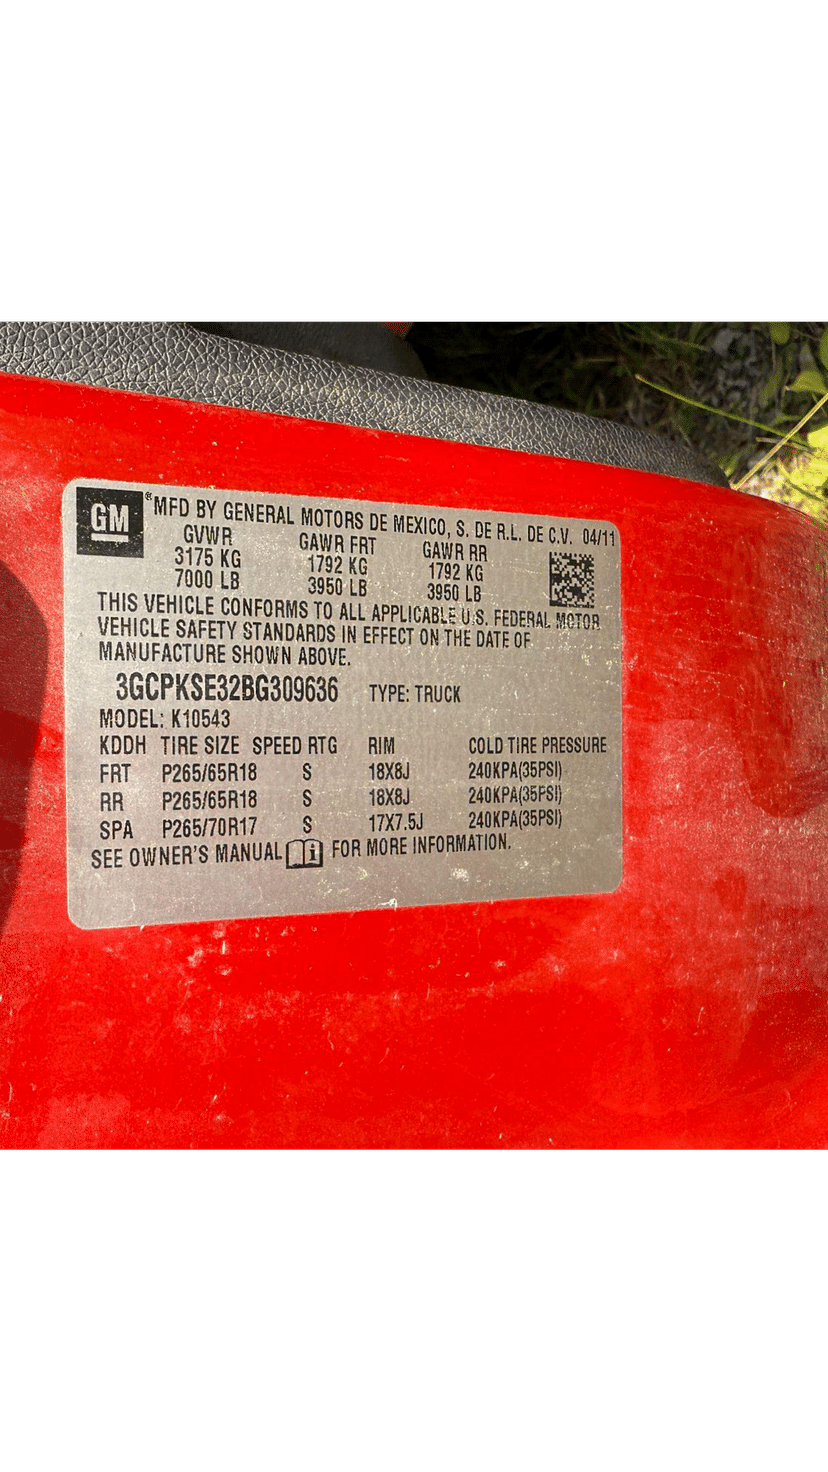 GM® MFD BY GENERAL MOTORS DE MEXICO, S. DE R.L. DE C.V. 04/11
GVWR GAWR FRT GAWR RR
3175 KG 1792 KG 1792 KG
7000 LB 3950 LB 3950 LB
THIS VEHICLE CONFORMS TO ALL APPLICABLE U.S. FEDERAL MOTOR
VEHICLE SAFETY STANDARDS IN EFFECT ON THE DATE OF
MANUFACTURE SHOWN ABOVE.
3GCPKSE32BG309636 TYPE: TRUCK
MODEL: K10543
KDDH TIRE SIZE SPEED RTG RIM COLD TIRE PRESSURE
FRT P265/65R18 S 18X8J 240KPA(35PSI)
RR P265/65R18 S 18X8J 240KPA(35PSI)
SPA P265/70R17 S 17X7.5J 240KPA(35PSI)
SEE OWNER'S MANUAL i FOR MORE INFORMATION.